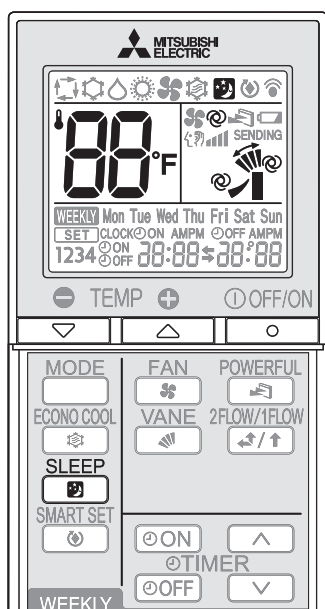 MITSUBISHI
ELECTRIC
88°F
SENDING
WEEKLY Mon Tue Wed Thu Fri Sat Sun
SET CLOCK ON AMPM OFF AMPM
1234 ON OFF 38:88 38:88
TEMP OFF/ON
MODE FAN POWERFUL
ECONO COOL VANE 2FLOW/1FLOW
SLEEP
SMART SET
ON
TIMER
OFF
WEEKLY